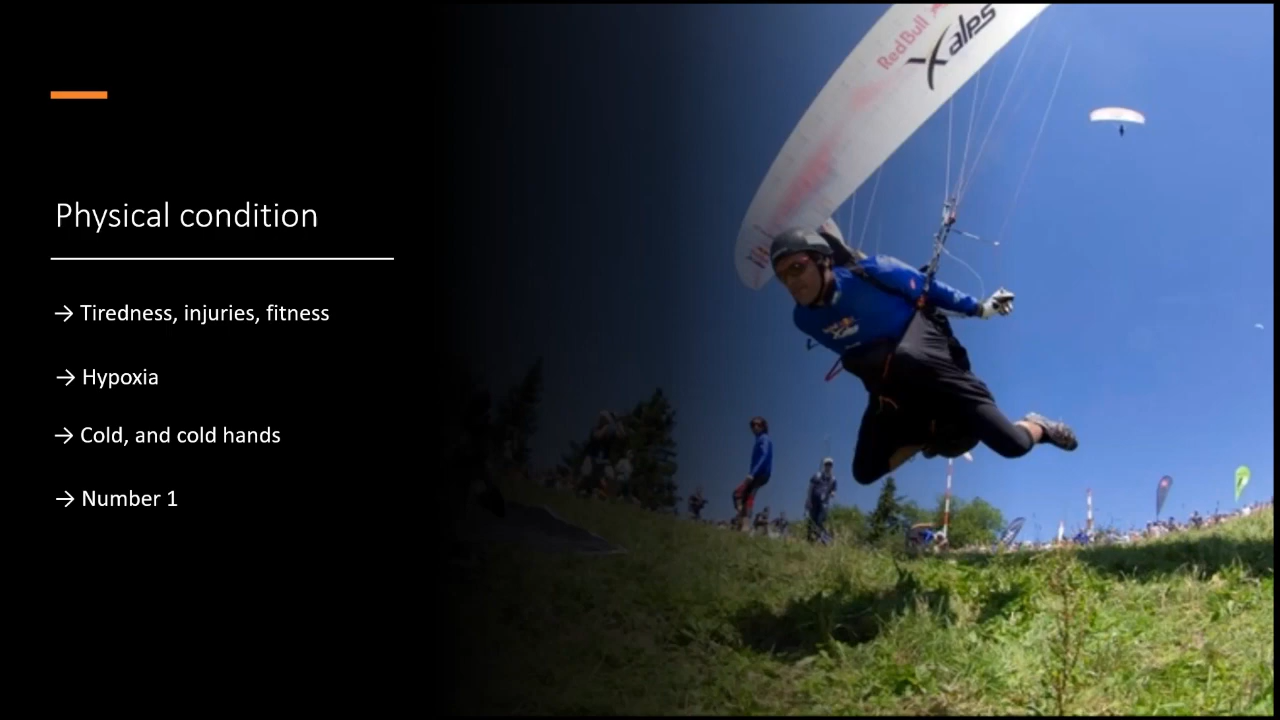 Physical condition
→ Tiredness, injuries, fitness
→ Hypoxia
→ Cold, and cold hands
→ Number 1
Red Bull
X alps